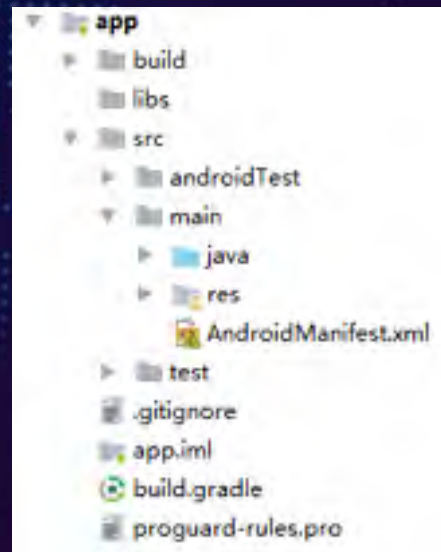 app
build
libs
src
androidTest
main
java
res
AndroidManifest.xml
test
.gitignore
app.iml
build.gradle
proguard-rules.pro